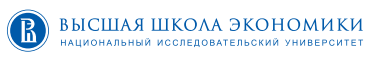 ВЫСШАЯ ШКОЛА ЭКОНОМИКИ
НАЦИОНАЛЬНЫЙ ИССЛЕДОВАТЕЛЬСКИЙ УНИВЕРСИТЕТ